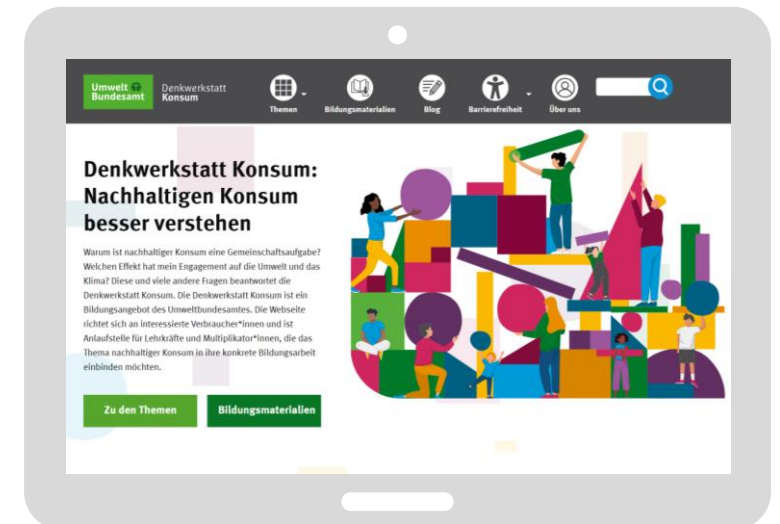 Umwelt
Bundesamt
Denkwerkstatt
Konsum
Themen
Bildungsmaterialien
Blog
Barrierefreiheit
Über uns
Denkwerkstatt Konsum:
Nachhaltigen Konsum
besser verstehen
Warum ist nachhaltiger Konsum eine Gemeinschaftsaufgabe?
Welchen Effekt hat mein Engagement auf die Umwelt und das
Klima? Diese und viele andere Fragen beantwortet die
Denkwerkstatt Konsum. Die Denkwerkstatt Konsum ist ein
Bildungsangebot des Umweltbundesamtes. Die Webseite
richtet sich an interessierte Verbraucher*innen und ist
Anlaufstelle für Lehrkräfte und Multiplikator*innen, die das
Thema nachhaltiger Konsum in ihre konkrete Bildungsarbeit
einbinden möchten.
Zu den Themen
Bildungsmaterialien